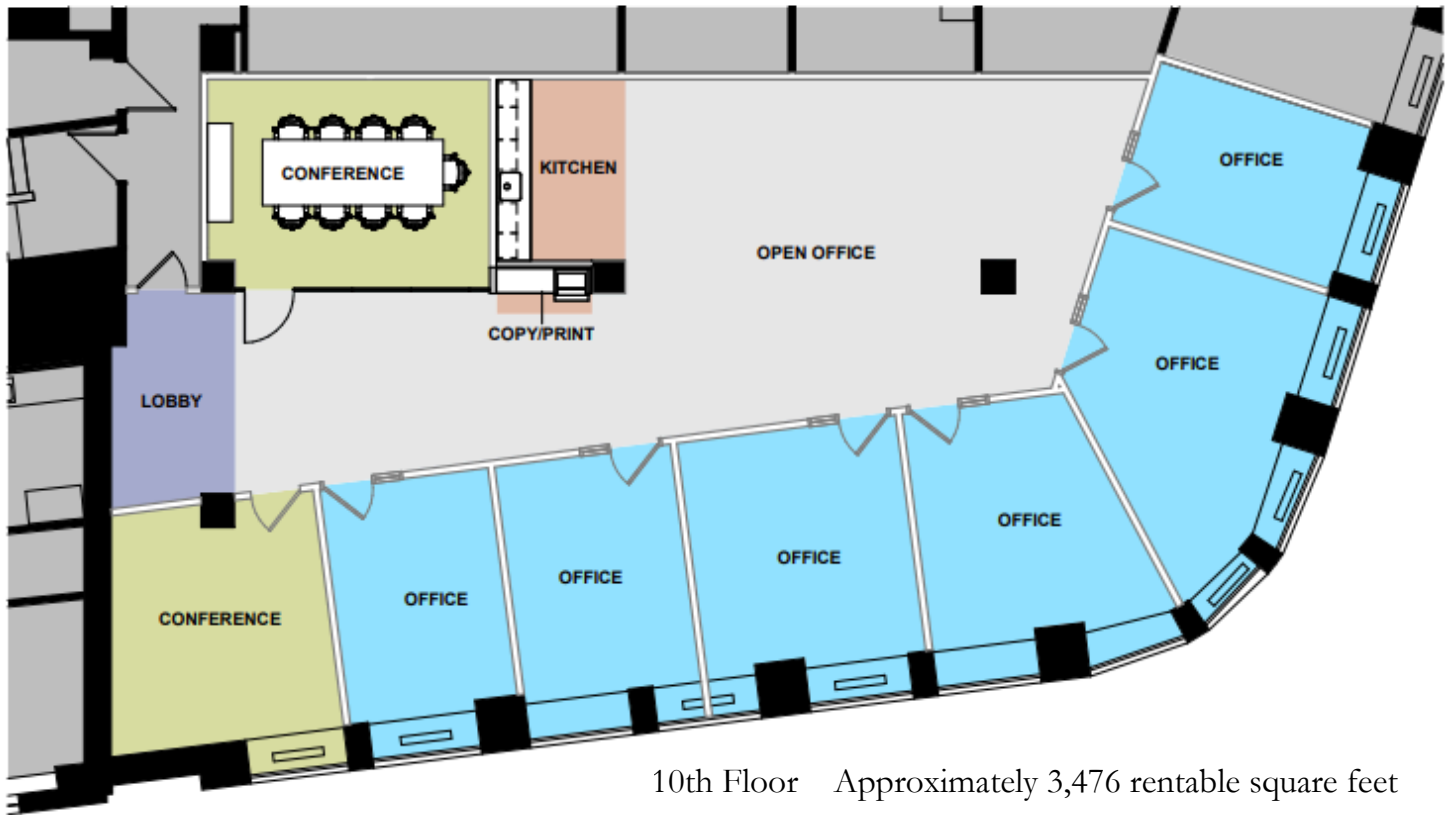 OFFICE
CONFERENCE
KITCHEN
OPEN OFFICE
COPY/PRINT
OFFICE
LOBBY
OFFICE
OFFICE
OFFICE
OFFICE
CONFERENCE
10th Floor Approximately 3,476 rentable square feet